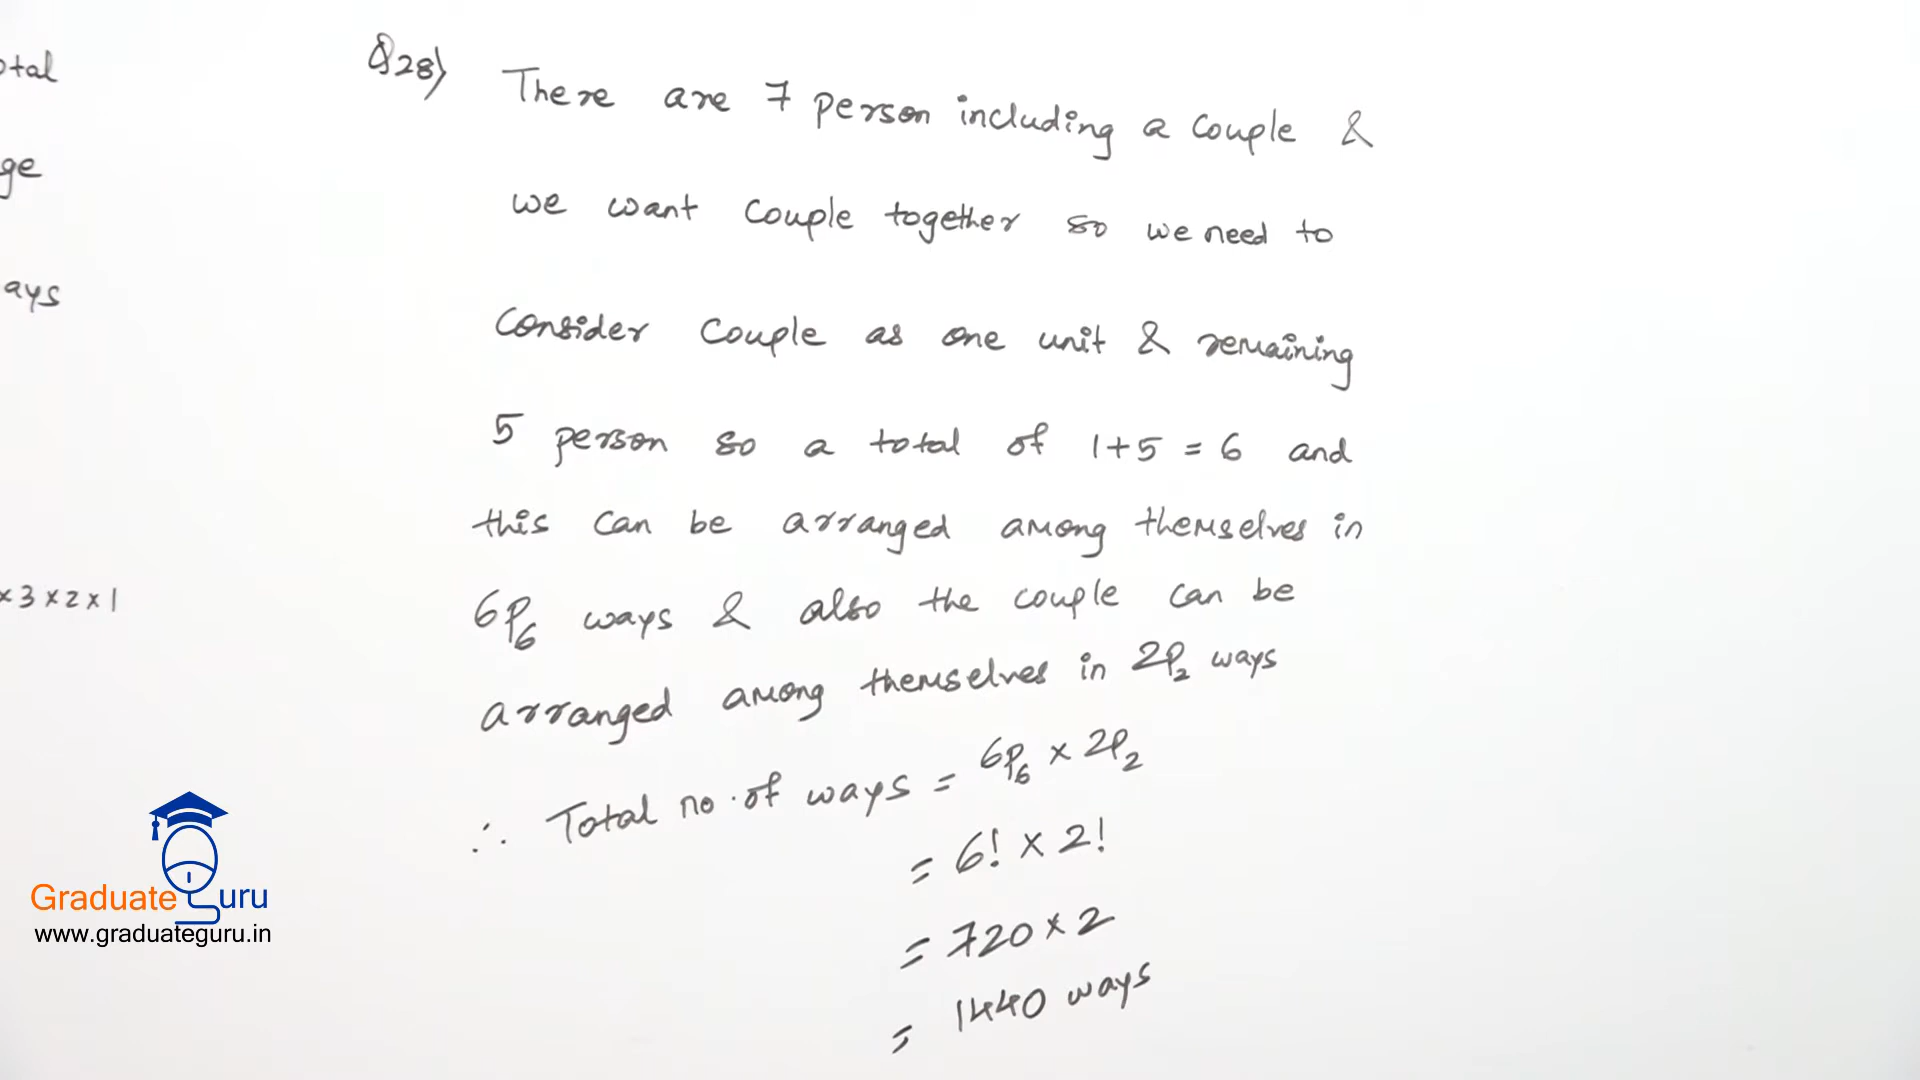 otal
ge
ays
×3×2×1
Q28) There are 7 person including a couple &
we want couple together so we need to
consider couple as one unit & remaining
5 person so a total of 1+5 = 6 and
this can be arranged among themselves in
6P6 ways & also the couple can be
arranged among themselves in 2P2 ways
∴ Total no. of ways = 6P6 × 2P2
= 6! × 2!
= 720 × 2
= 1440 ways
Graduate Guru
www.graduateguru.in